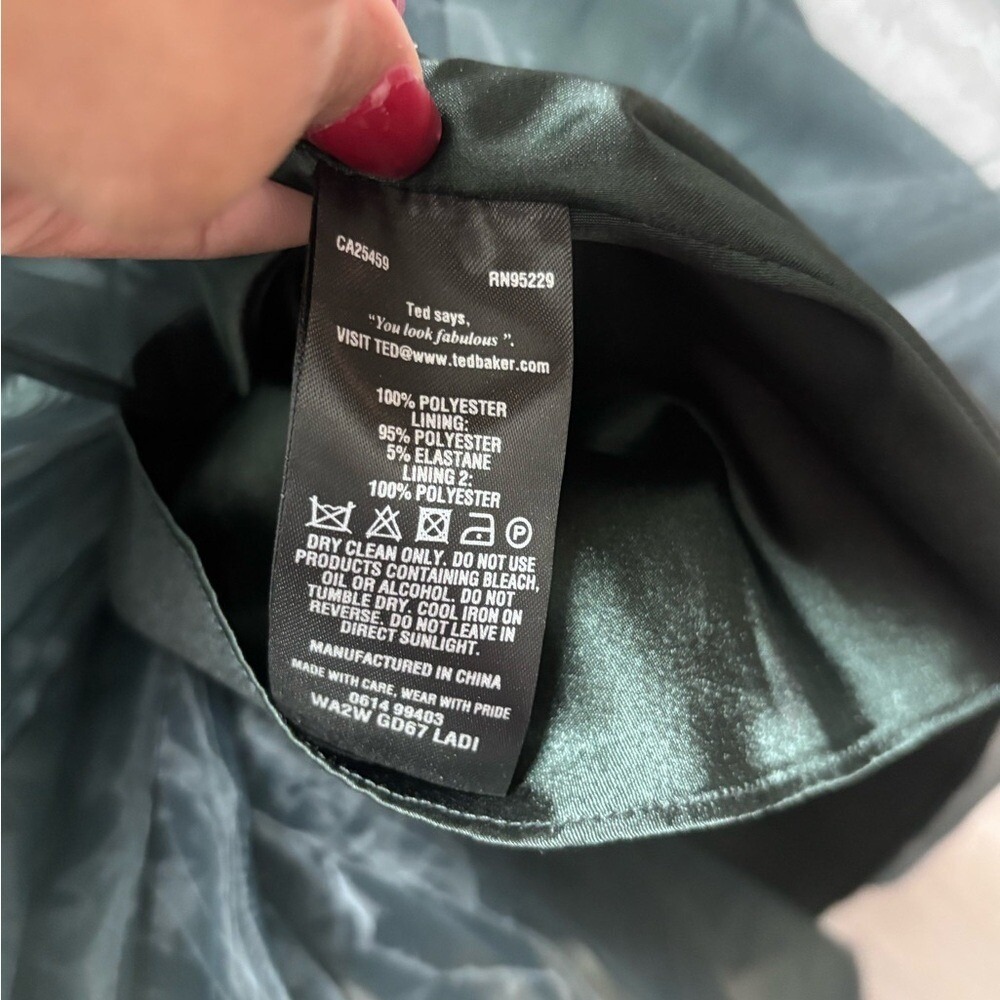 CA25459
RN95229
Ted says,
“You look fabulous ”.
VISIT TED@www.tedbaker.com
100% POLYESTER
LINING:
95% POLYESTER
5% ELASTANE
LINING 2:
100% POLYESTER
P
DRY CLEAN ONLY. DO NOT USE
PRODUCTS CONTAINING BLEACH,
OIL OR ALCOHOL. DO NOT
TUMBLE DRY. COOL IRON ON
REVERSE. DO NOT LEAVE IN
DIRECT SUNLIGHT.
MANUFACTURED IN CHINA
MADE WITH CARE, WEAR WITH PRIDE
0614 99403
WA2W GD67 LADI